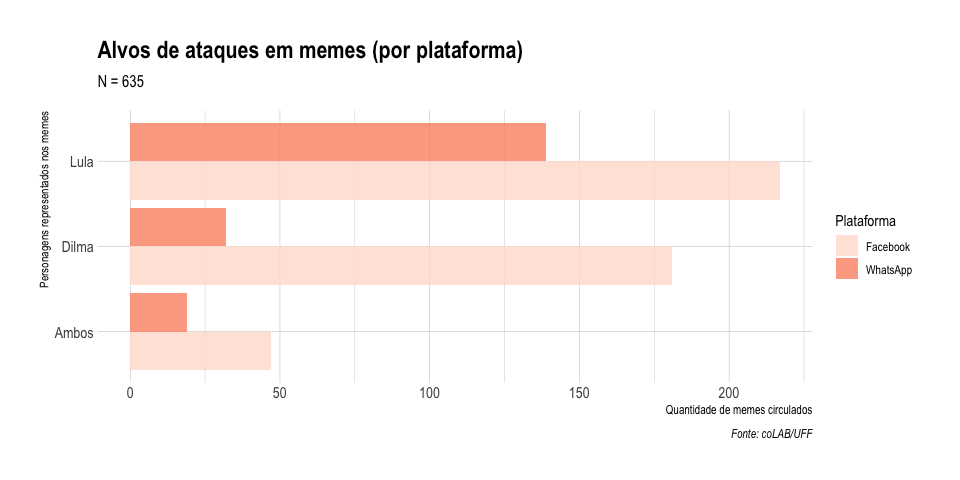 Alvos de ataques em memes (por plataforma)
N = 635
Personagens representados nos memes
Lula
Dilma
Ambos
0 50 100 150 200
Quantidade de memes circulados
Fonte: coLAB/UFF
Plataforma
Facebook
WhatsApp